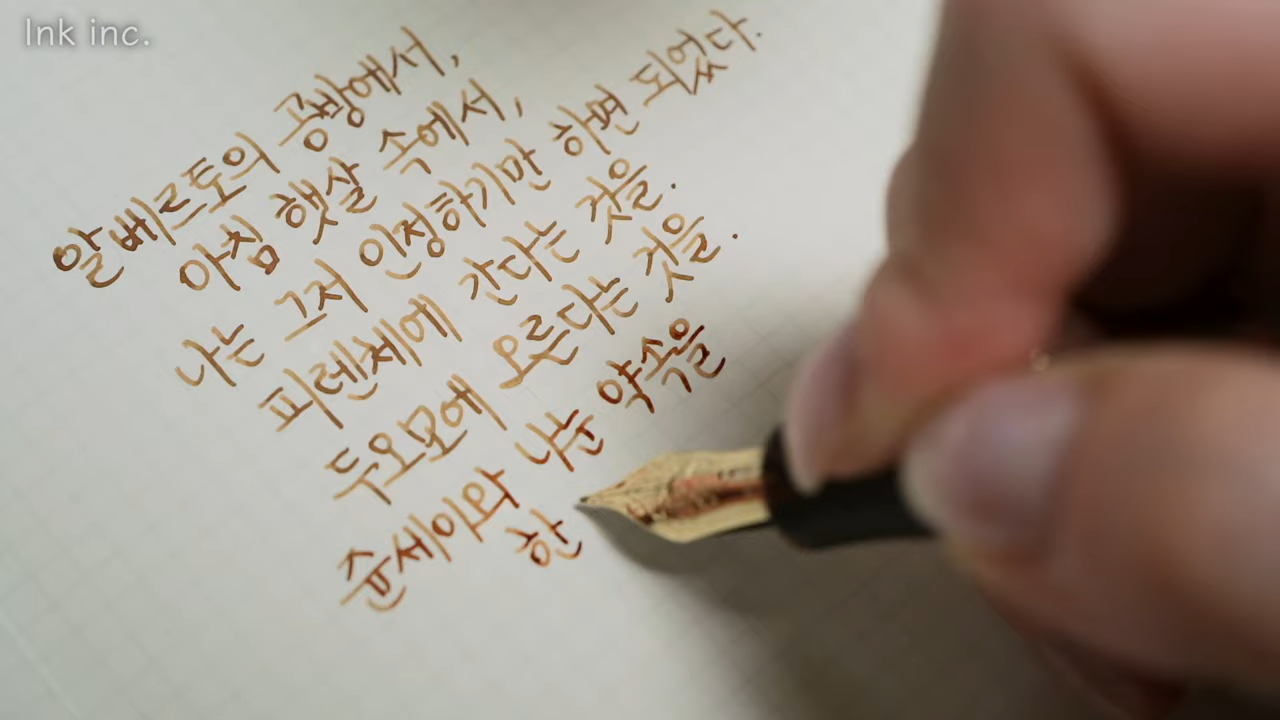 Ink inc.
알베르토의 공방에서,
아침 햇살 속에서,
나는 그저 인정하기만 하면 되었다.
피렌체에 간다는 것을.
두오모에 오른다는 것을.
쥰세이와 나눈 약속을
한